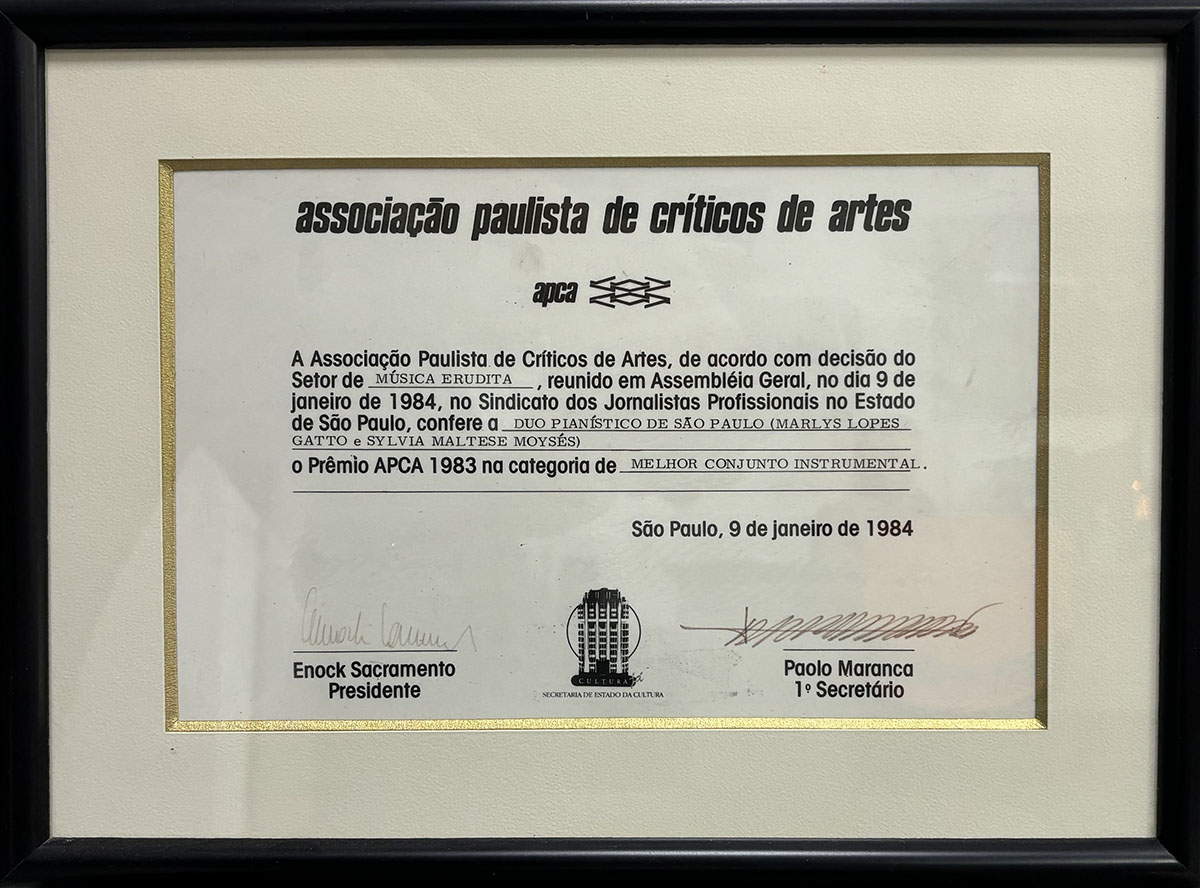 associação paulista de críticos de artes
apca
A Associação Paulista de Críticos de Artes, de acordo com decisão do
Setor de MÚSICA ERUDITA, reunido em Assembléia Geral, no dia 9 de
janeiro de 1984, no Sindicato dos Jornalistas Profissionais no Estado
de São Paulo, confere a DUO PIANÍSTICO DE SÃO PAULO (MARLYS LOPES
GATTO e SYLVIA MALTESE MOYSÉS)
o Prêmio APCA 1983 na categoria de MELHOR CONJUNTO INSTRUMENTAL.
São Paulo, 9 de janeiro de 1984
Enock Sacramento
Presidente
CULTURA
SECRETARIA DE ESTADO DA CULTURA
Paolo Maranca
1º Secretário